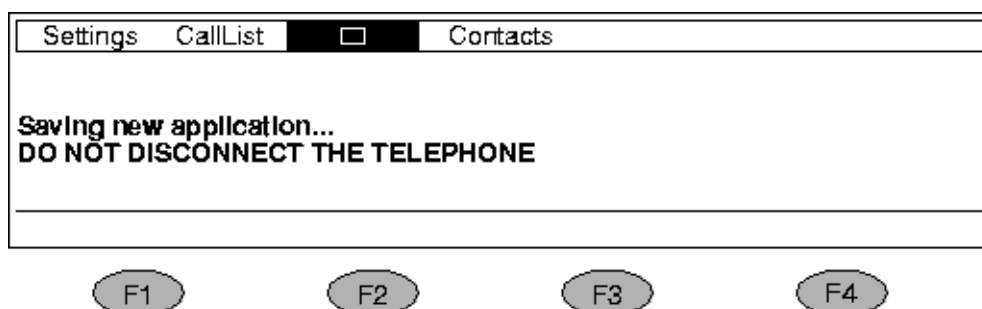 Settings CallList Contacts
Saving new application...
DO NOT DISCONNECT THE TELEPHONE
F1 F2 F3 F4